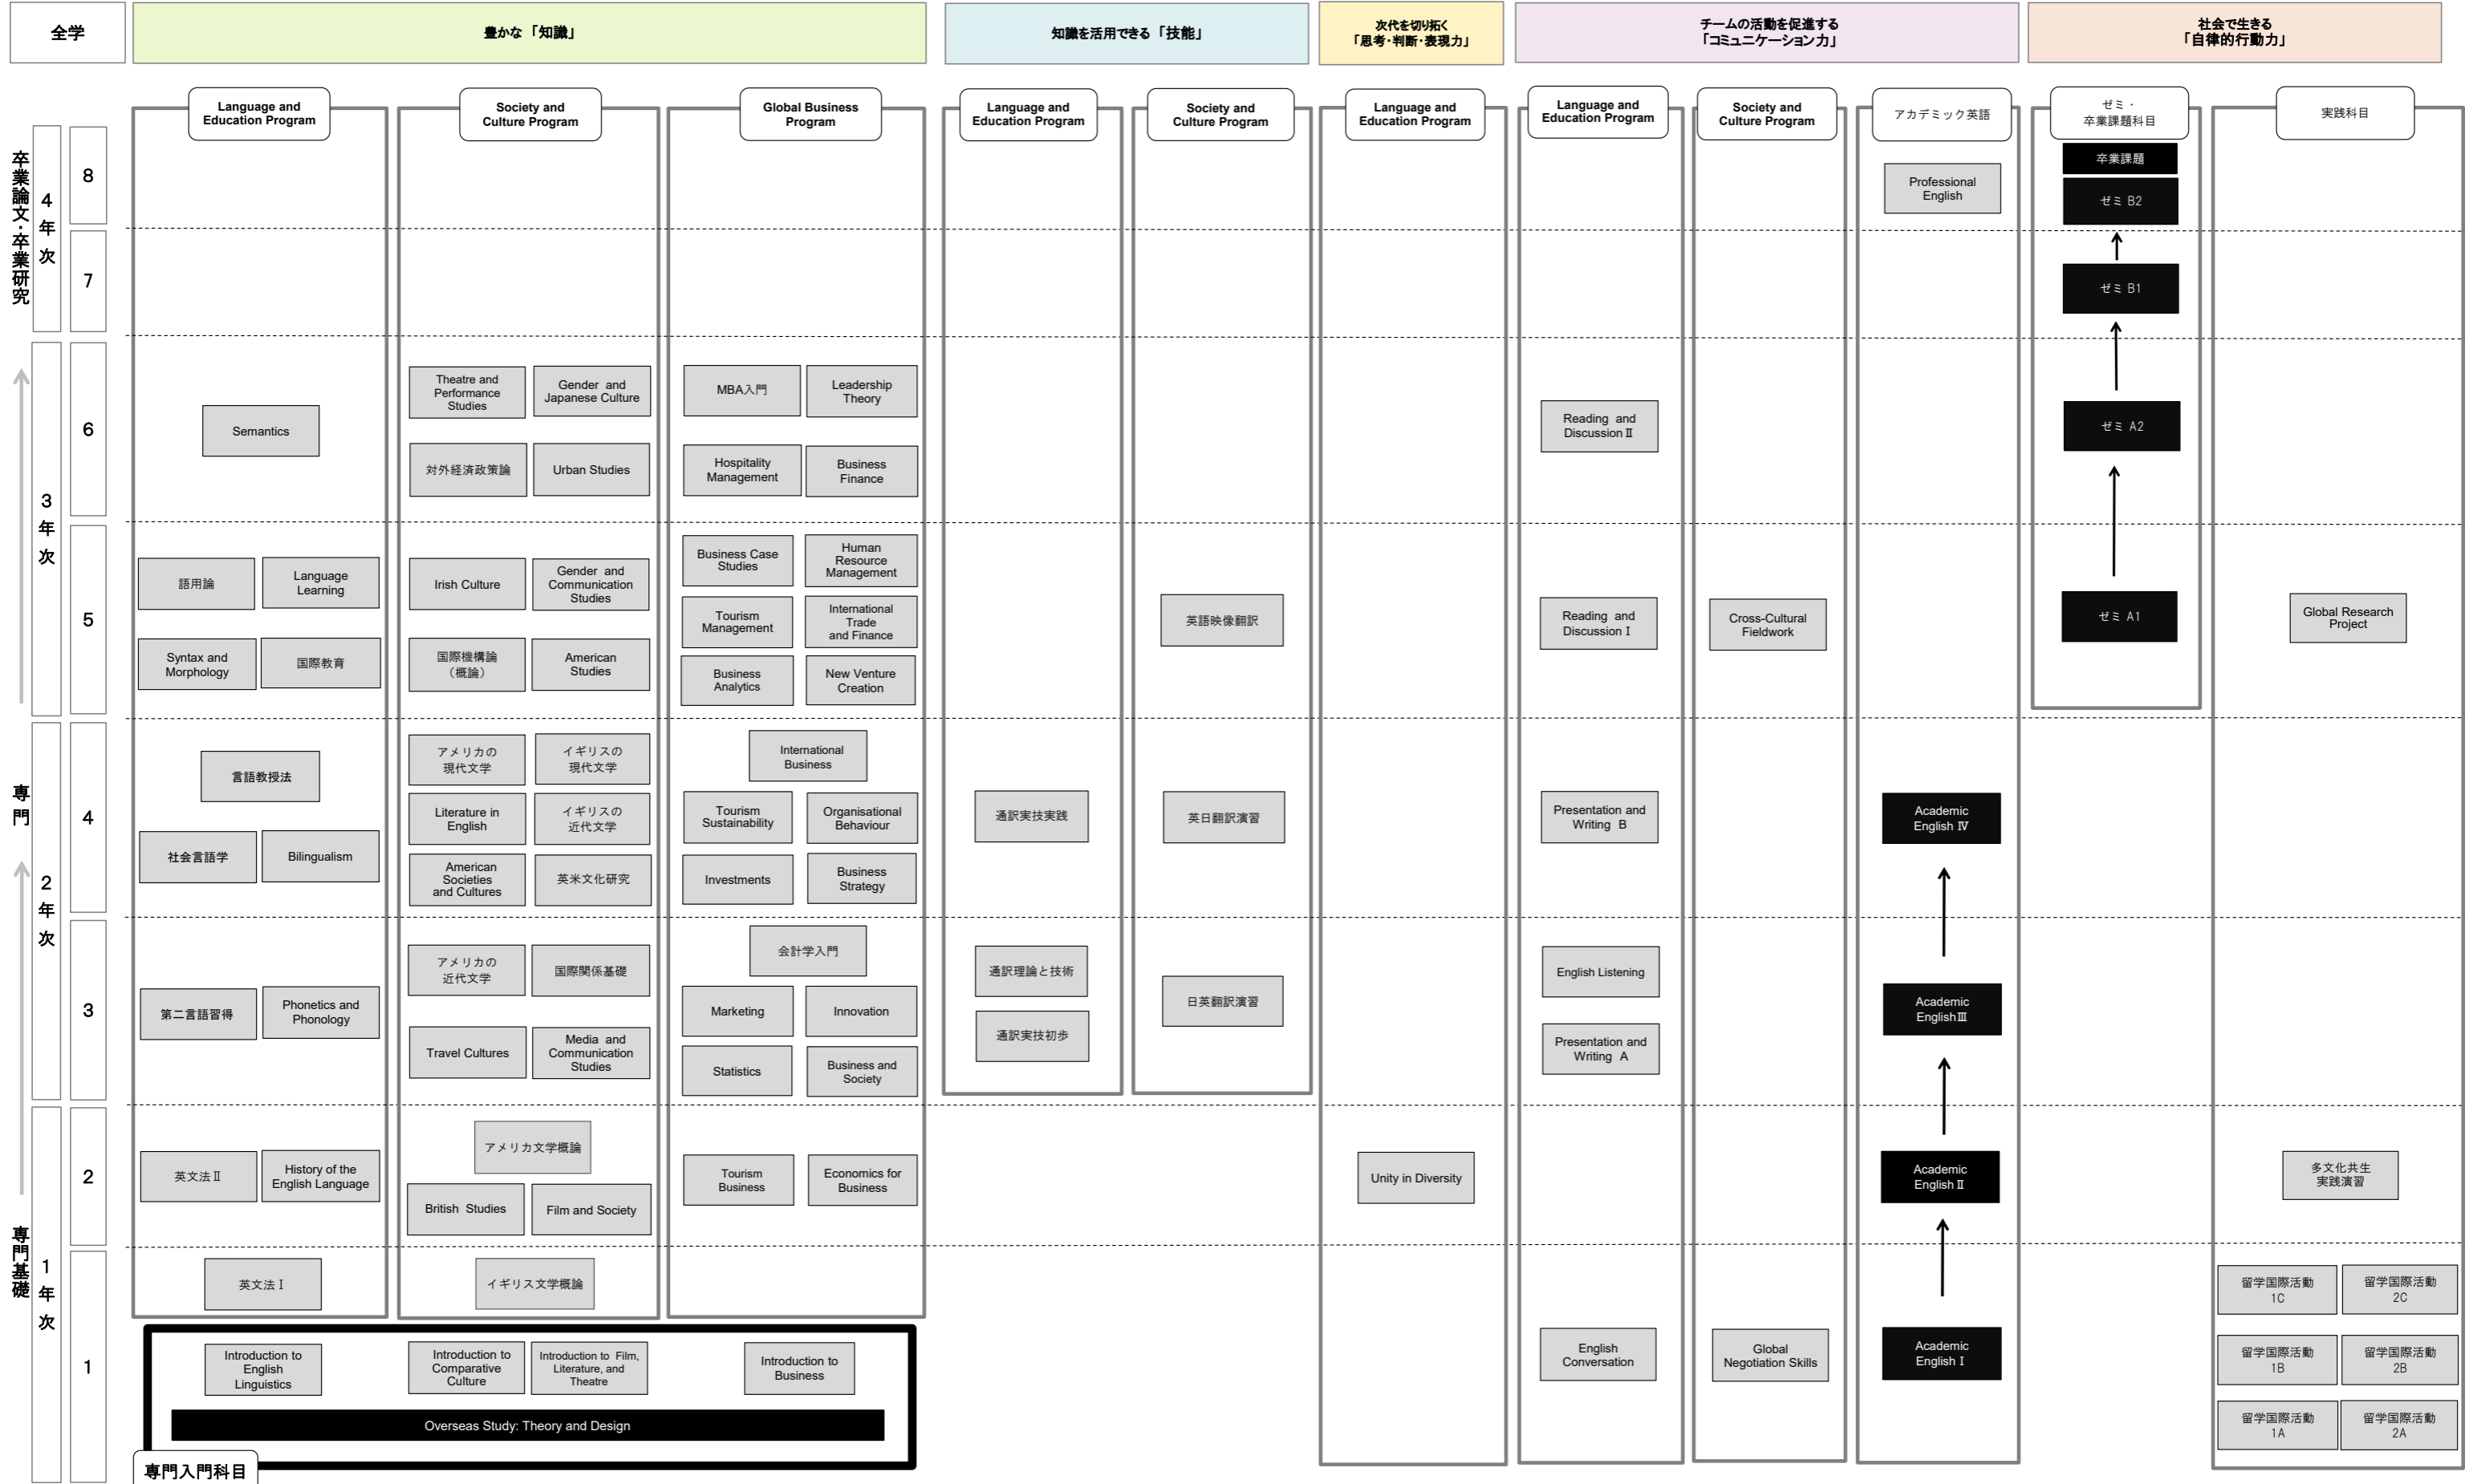 全学
豊かな「知識」
知識を活用できる「技能」
次代を切り拓く
「思考・判断・表現力」
チームの活動を促進する
「コミュニケーション力」
社会で生きる
「自律的行動力」
Language and
Education Program
Society and
Culture Program
Global Business
Program
Language and
Education Program
Society and
Culture Program
Language and
Education Program
Language and
Education Program
Society and
Culture Program
アカデミック英語
ゼミ・
卒業課題科目
実践科目
卒業論文・卒業研究
4年次
8
Professional
English
卒業課題
ゼミ B2
7
ゼミ B1
3年次
6
Semantics
Theatre and
Performance
Studies
Gender and
Japanese Culture
対外経済政策論
Urban Studies
MBA入門
Leadership
Theory
Hospitality
Management
Business
Finance
Reading and
Discussion Ⅱ
ゼミ A2
5
語用論
Language
Learning
Syntax and
Morphology
国際教育
Irish Culture
Gender and
Communication
Studies
国際機構論
（概論）
American
Studies
Business Case
Studies
Human
Resource
Management
Tourism
Management
International
Trade
and Finance
Business
Analytics
New Venture
Creation
英語映像翻訳
Reading and
Discussion Ⅰ
Cross-Cultural
Fieldwork
ゼミ A1
Global Research
Project
専門
2年次
4
言語教授法
社会言語学
Bilingualism
アメリカの
現代文学
イギリスの
現代文学
Literature in
English
イギリスの
近代文学
American
Societies
and Cultures
英米文化研究
International
Business
Tourism
Sustainability
Organisational
Behaviour
Investments
Business
Strategy
通訳実技実践
英日翻訳演習
Presentation and
Writing B
Academic
English Ⅳ
3
第二言語習得
Phonetics and
Phonology
アメリカの
近代文学
国際関係基礎
Travel Cultures
Media and
Communication
Studies
会計学入門
Marketing
Innovation
Statistics
Business and
Society
通訳理論と技術
通訳実技初歩
日英翻訳演習
English Listening
Presentation and
Writing A
Academic
English Ⅲ
専門基礎
1年次
2
英文法Ⅱ
History of the
English Language
アメリカ文学概論
British Studies
Film and Society
Tourism
Business
Economics for
Business
Unity in Diversity
Academic
English Ⅱ
多文化共生
実践演習
1
英文法Ⅰ
イギリス文学概論
留学国際活動
1C
留学国際活動
2C
Introduction to
English
Linguistics
Introduction to
Comparative
Culture
Introduction to Film,
Literature, and
Theatre
Introduction to
Business
English
Conversation
Global
Negotiation Skills
Academic
English Ⅰ
留学国際活動
1B
留学国際活動
2B
Overseas Study: Theory and Design
留学国際活動
1A
留学国際活動
2A
専門入門科目